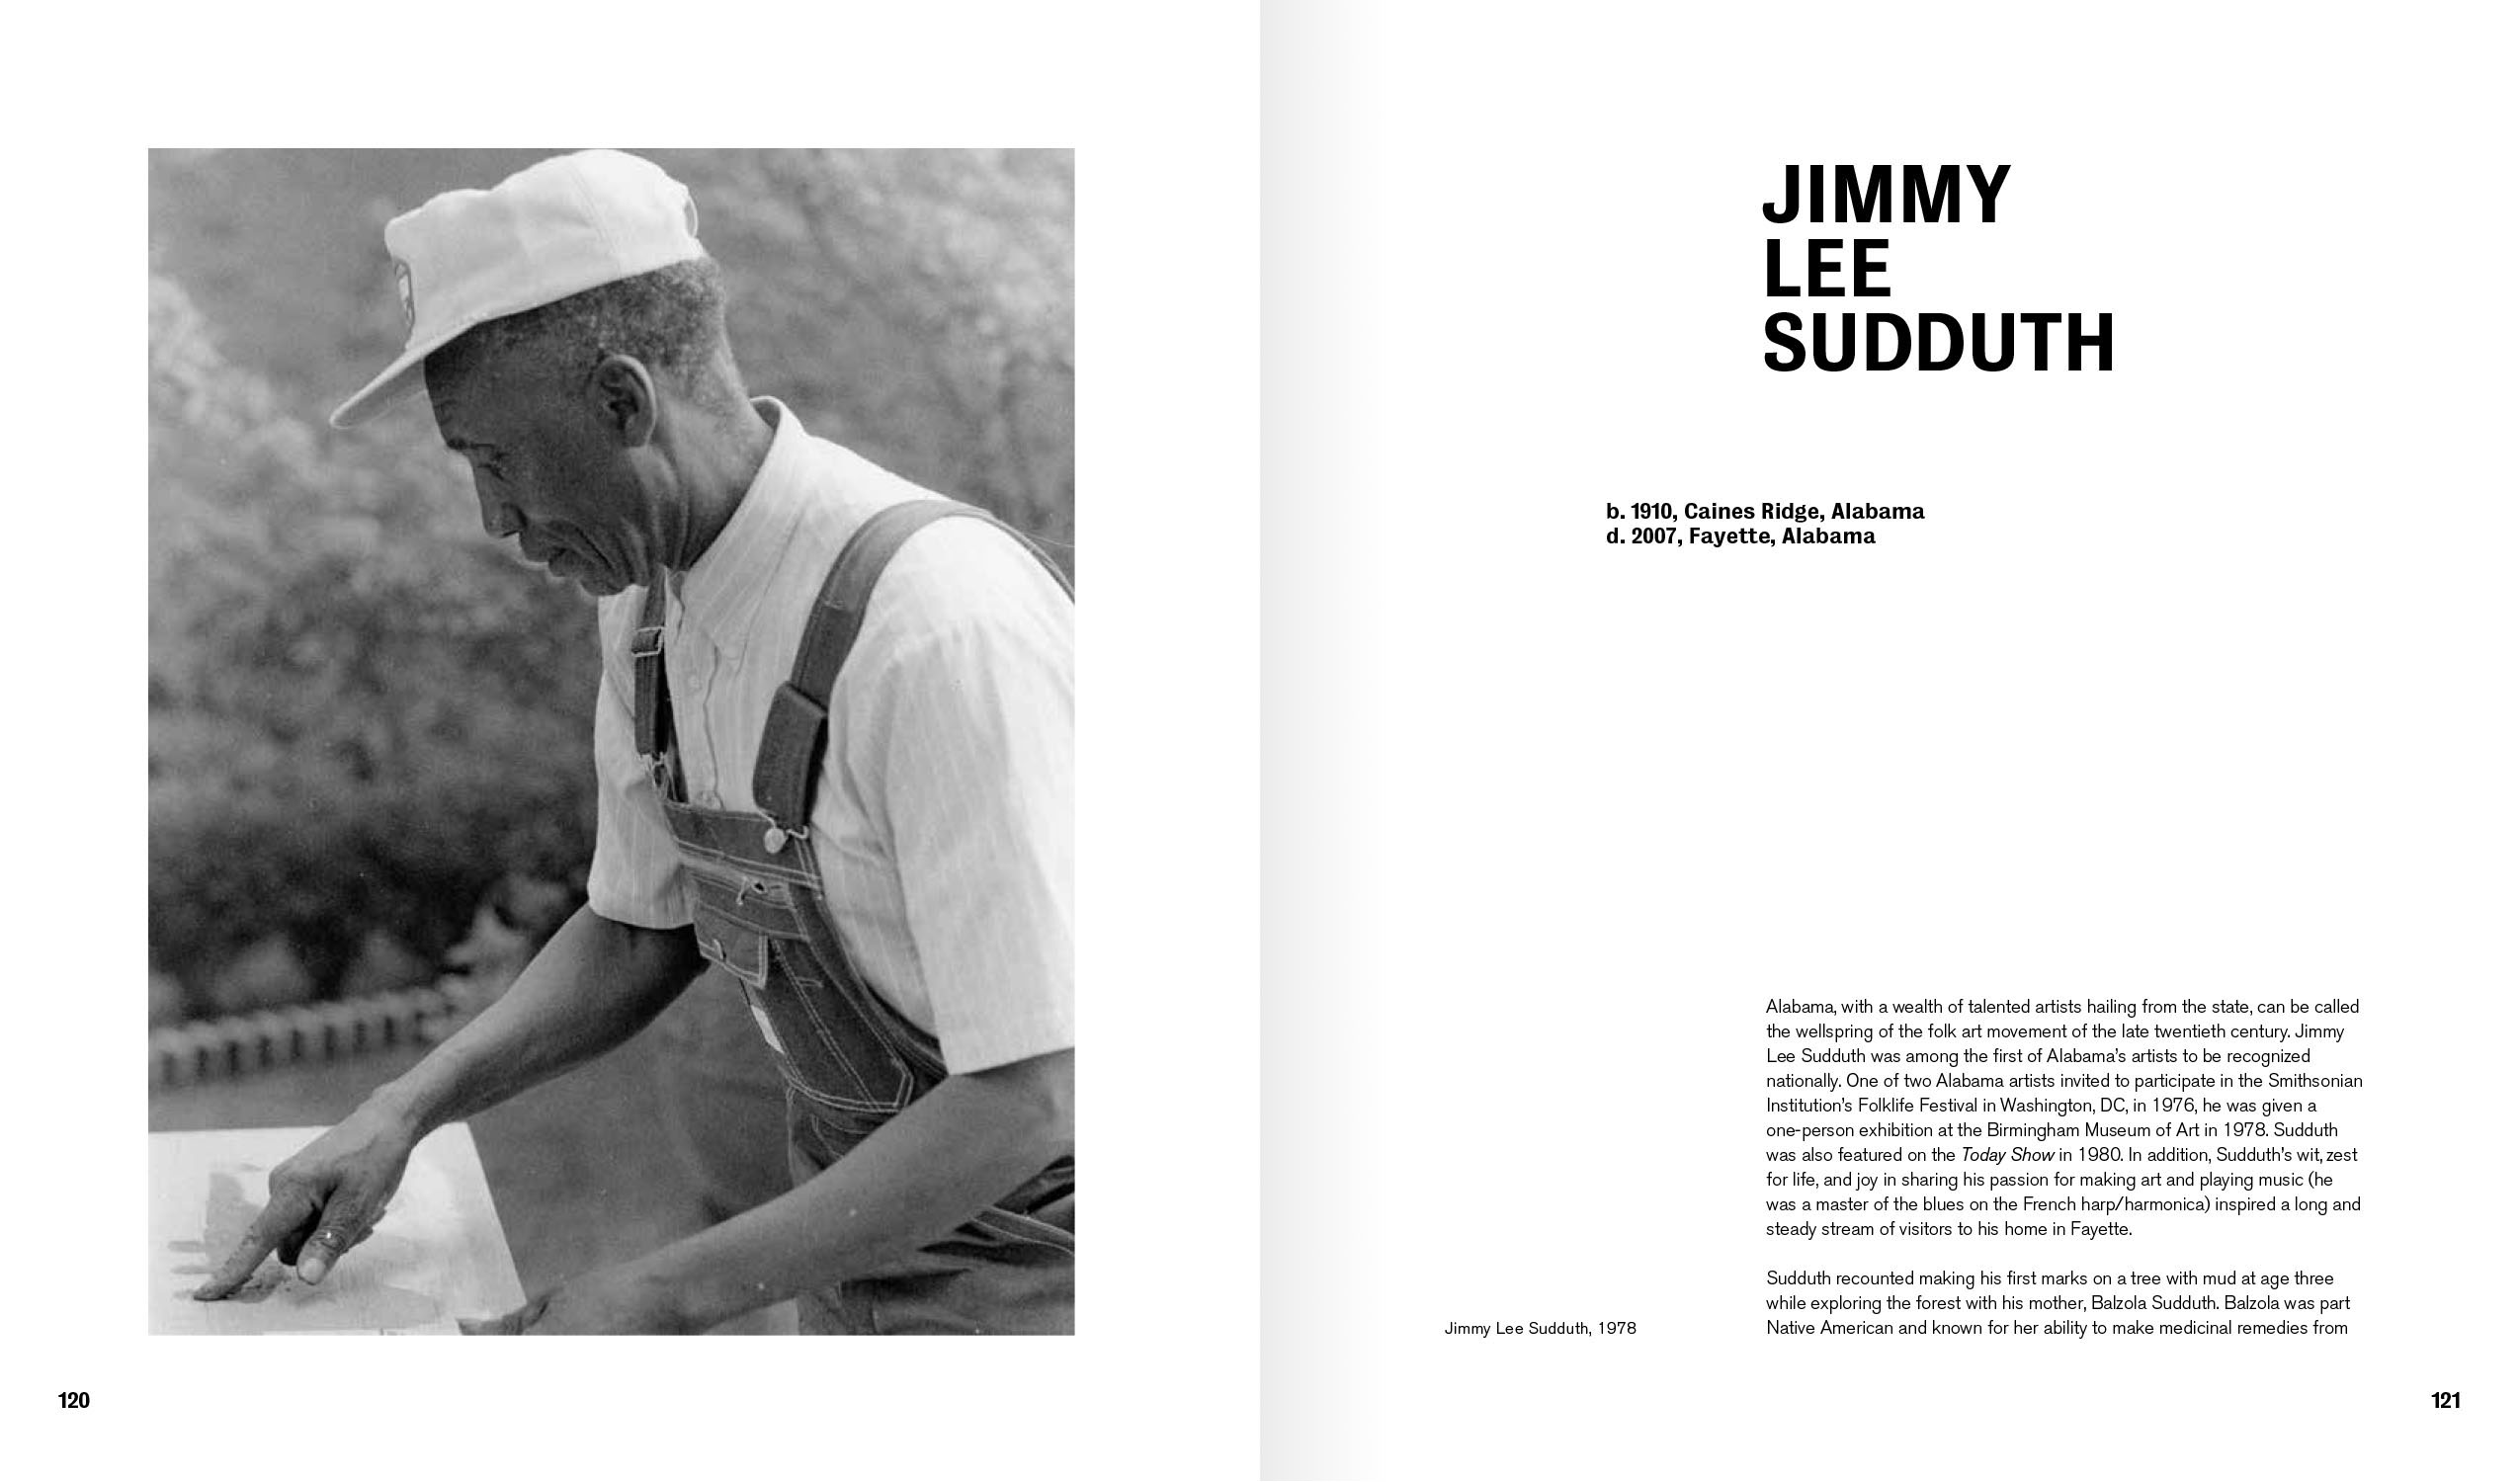 JIMMY
LEE
SUDDUTH
b. 1910, Caines Ridge, Alabama
d. 2007, Fayette, Alabama
Alabama, with a wealth of talented artists hailing from the state, can be called
the wellspring of the folk art movement of the late twentieth century. Jimmy
Lee Sudduth was among the first of Alabama’s artists to be recognized
nationally. One of two Alabama artists invited to participate in the Smithsonian
Institution’s Folklife Festival in Washington, DC, in 1976, he was given a
one-person exhibition at the Birmingham Museum of Art in 1978. Sudduth
was also featured on the Today Show in 1980. In addition, Sudduth’s wit, zest
for life, and joy in sharing his passion for making art and playing music (he
was a master of the blues on the French harp/harmonica) inspired a long and
steady stream of visitors to his home in Fayette.
Sudduth recounted making his first marks on a tree with mud at age three
while exploring the forest with his mother, Balzola Sudduth. Balzola was part
Native American and known for her ability to make medicinal remedies from
Jimmy Lee Sudduth, 1978
120
121